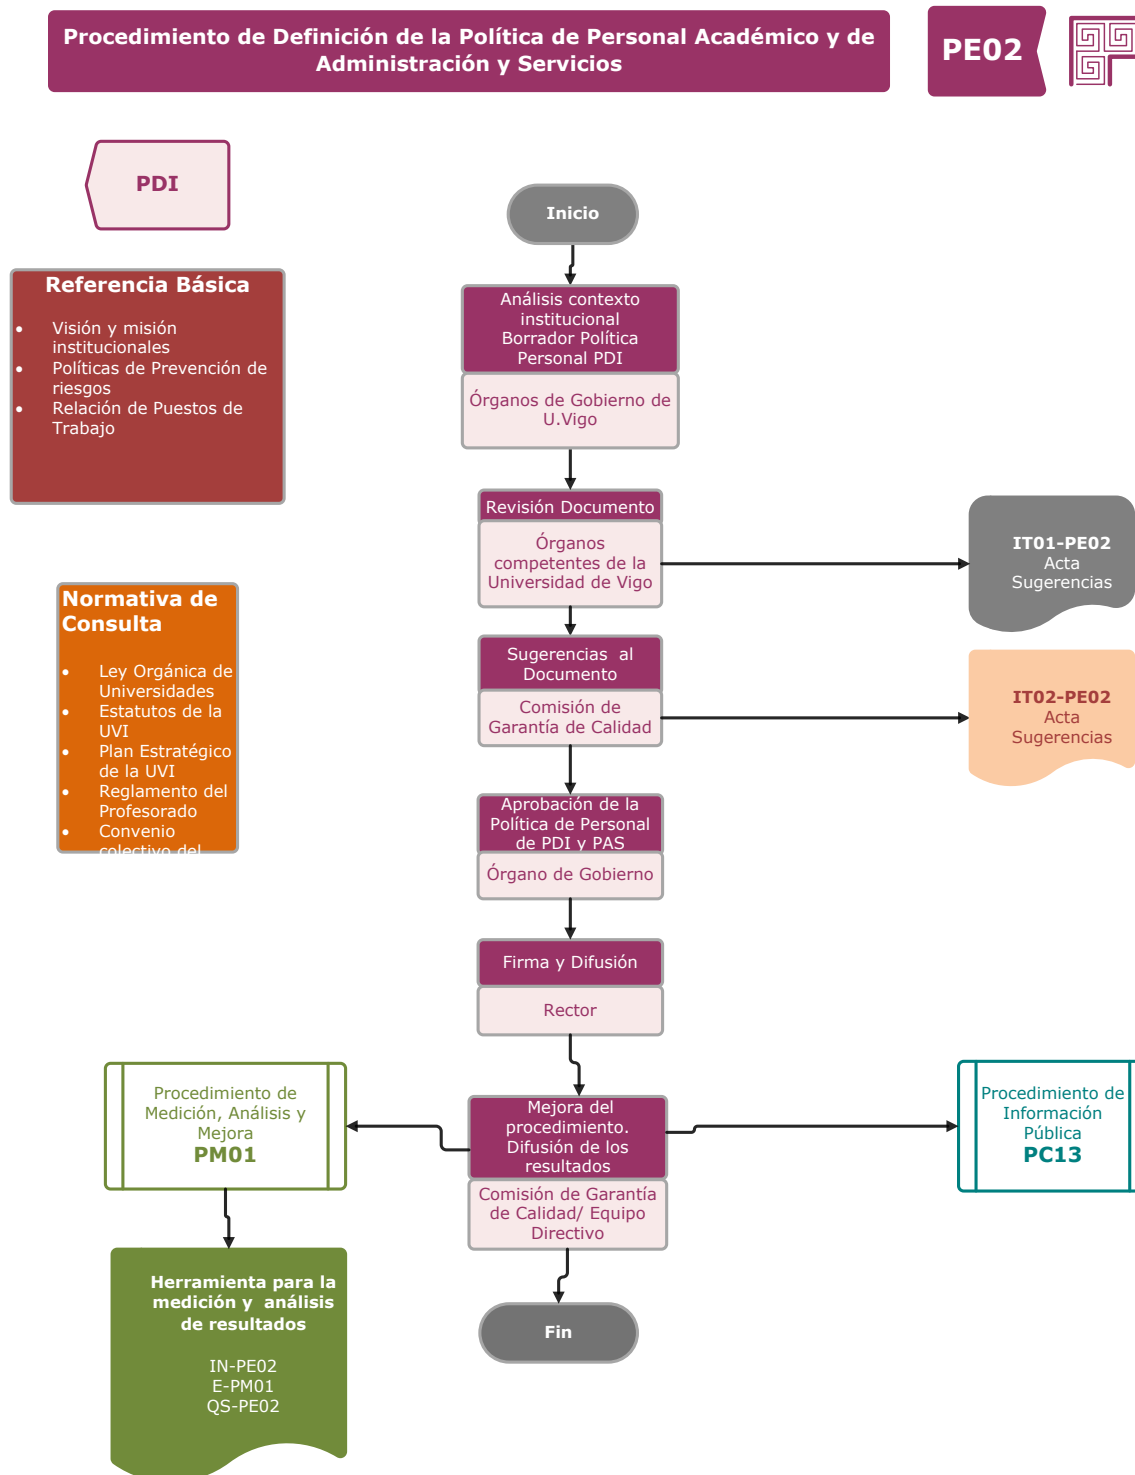 Procedimiento de Definición de la Política de Personal Académico y de
Administración y Servicios
PE02
PDI
Inicio
Referencia Básica
• Visión y misión
institucionales
• Políticas de Prevención de
riesgos
• Relación de Puestos de
Trabajo
Análisis contexto
institucional
Borrador Política
Personal PDI
Órganos de Gobierno de
U.Vigo
Revisión Documento
Órganos
competentes de la
Universidad de Vigo
IT01-PE02
Acta
Sugerencias
Normativa de
Consulta
• Ley Orgánica de
Universidades
• Estatutos de la
UVI
• Plan Estratégico
de la UVI
• Reglamento del
Profesorado
• Convenio
colectivo del
Sugerencias al
Documento
Comisión de
Garantía de Calidad
IT02-PE02
Acta
Sugerencias
Aprobación de la
Política de Personal
de PDI y PAS
Órgano de Gobierno
Firma y Difusión
Rector
Procedimiento de
Medición, Análisis y
Mejora
PM01
Mejora del
procedimiento.
Difusión de los
resultados
Comisión de Garantía
de Calidad/ Equipo
Directivo
Procedimiento de
Información
Pública
PC13
Herramienta para la
medición y análisis
de resultados
IN-PE02
E-PM01
QS-PE02
Fin